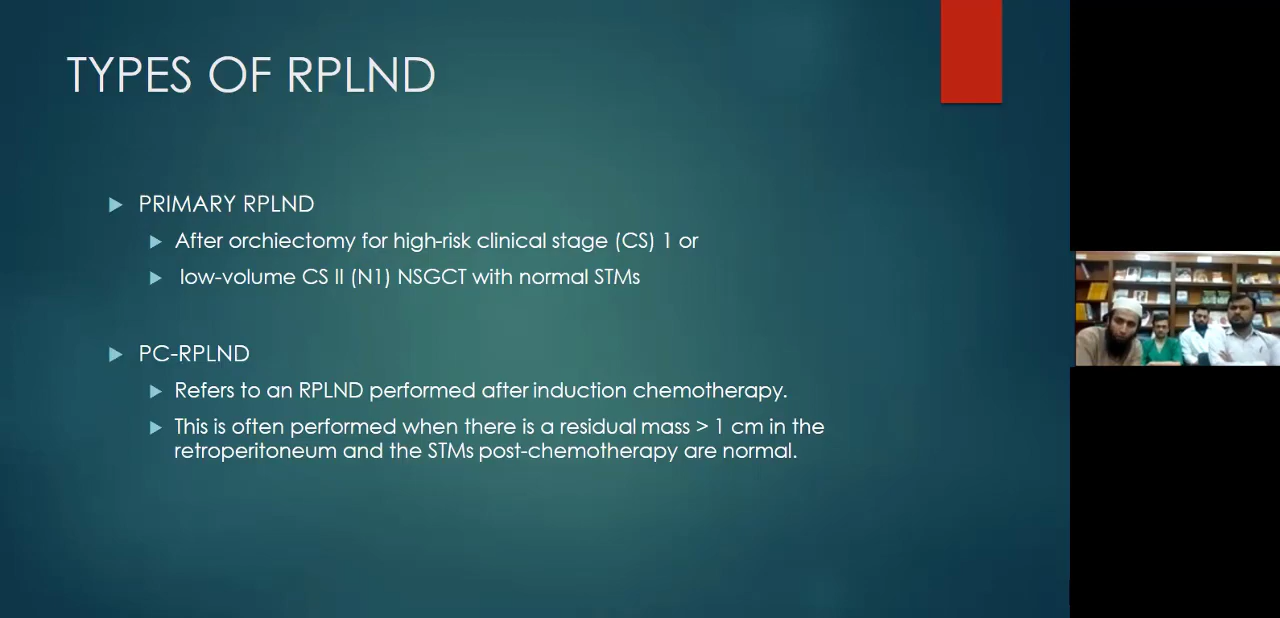 TYPES OF RPLND
PRIMARY RPLND
After orchiectomy for high-risk clinical stage (CS) 1 or
low-volume CS II (N1) NSGCT with normal STMs
PC-RPLND
Refers to an RPLND performed after induction chemotherapy.
This is often performed when there is a residual mass > 1 cm in the
retroperitoneum and the STMs post-chemotherapy are normal.